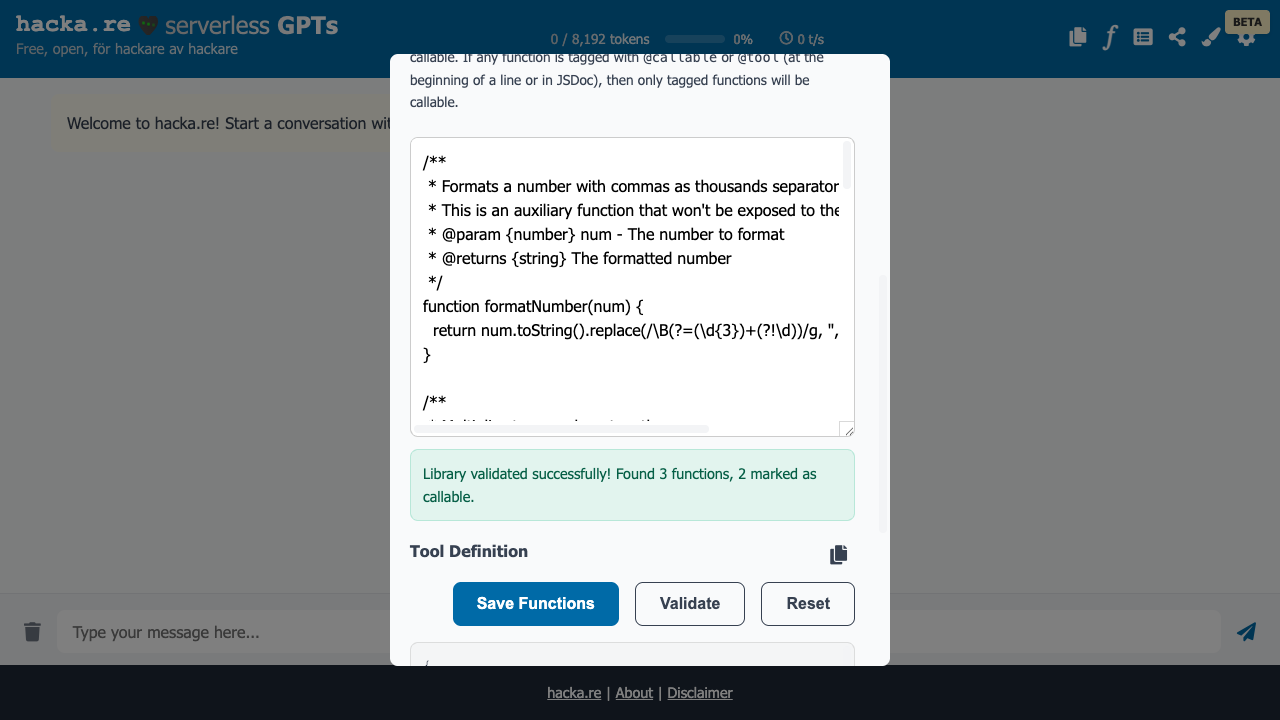 hacka.re serverless GPTs
Free, open, för hackare av hackare
0 / 8,192 tokens 0% 0 t/s
BETA
callable. If any function is tagged with @callable or @tool (at the
beginning of a line or in JSDoc), then only tagged functions will be
callable.
Welcome to hacka.re! Start a conversation wit
/**
* Formats a number with commas as thousands separator
* This is an auxiliary function that won't be exposed to the
* @param {number} num - The number to format
* @returns {string} The formatted number
*/
function formatNumber(num) {
return num.toString().replace(/\B(?=(\d{3})+(?!\d))/g, ",
}
/**
Library validated successfully! Found 3 functions, 2 marked as
callable.
Tool Definition
Save Functions Validate Reset
Type your message here...
hacka.re | About | Disclaimer